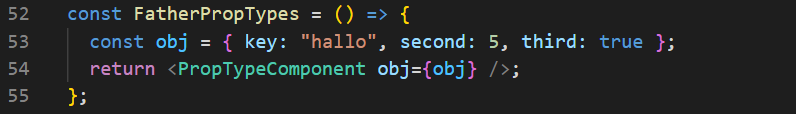 52 const FatherPropTypes = () => {
53   const obj = { key: "hallo", second: 5, third: true };
54   return <PropTypeComponent obj={obj} />;
55 };